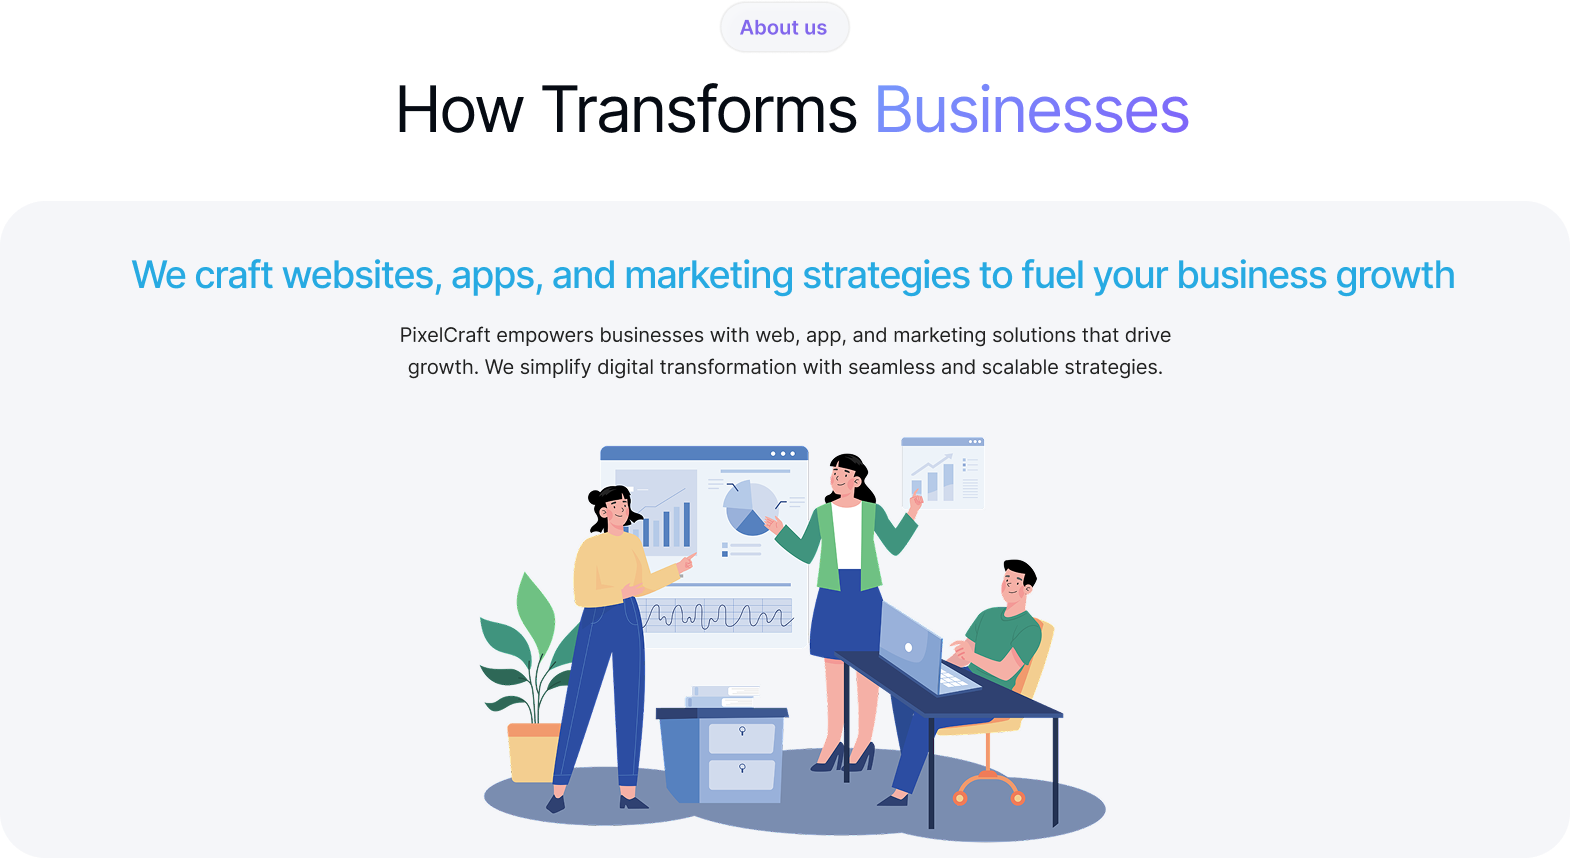 About us
How Transforms Businesses
We craft websites, apps, and marketing strategies to fuel your business growth
PixelCraft empowers businesses with web, app, and marketing solutions that drive
growth. We simplify digital transformation with seamless and scalable strategies.